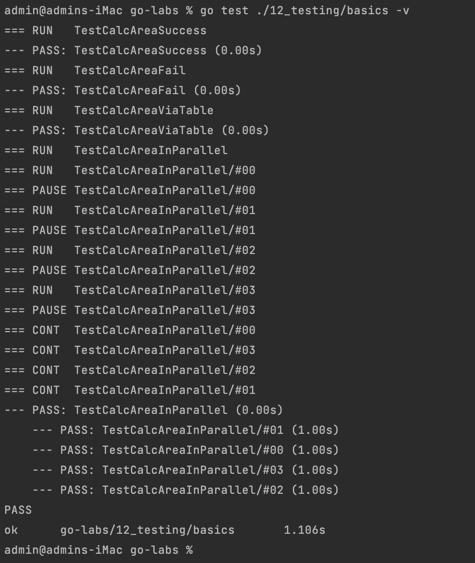 admin@admins-iMac go-labs % go test ./12_testing/basics -v
=== RUN   TestCalcAreaSuccess
--- PASS: TestCalcAreaSuccess (0.00s)
=== RUN   TestCalcAreaFail
--- PASS: TestCalcAreaFail (0.00s)
=== RUN   TestCalcAreaViaTable
--- PASS: TestCalcAreaViaTable (0.00s)
=== RUN   TestCalcAreaInParallel
=== RUN   TestCalcAreaInParallel/#00
=== PAUSE TestCalcAreaInParallel/#00
=== RUN   TestCalcAreaInParallel/#01
=== PAUSE TestCalcAreaInParallel/#01
=== RUN   TestCalcAreaInParallel/#02
=== PAUSE TestCalcAreaInParallel/#02
=== RUN   TestCalcAreaInParallel/#03
=== PAUSE TestCalcAreaInParallel/#03
=== CONT  TestCalcAreaInParallel/#00
=== CONT  TestCalcAreaInParallel/#03
=== CONT  TestCalcAreaInParallel/#02
=== CONT  TestCalcAreaInParallel/#01
--- PASS: TestCalcAreaInParallel (0.00s)
    --- PASS: TestCalcAreaInParallel/#01 (1.00s)
    --- PASS: TestCalcAreaInParallel/#00 (1.00s)
    --- PASS: TestCalcAreaInParallel/#03 (1.00s)
    --- PASS: TestCalcAreaInParallel/#02 (1.00s)
PASS
ok      go-labs/12_testing/basics       1.106s
admin@admins-iMac go-labs %